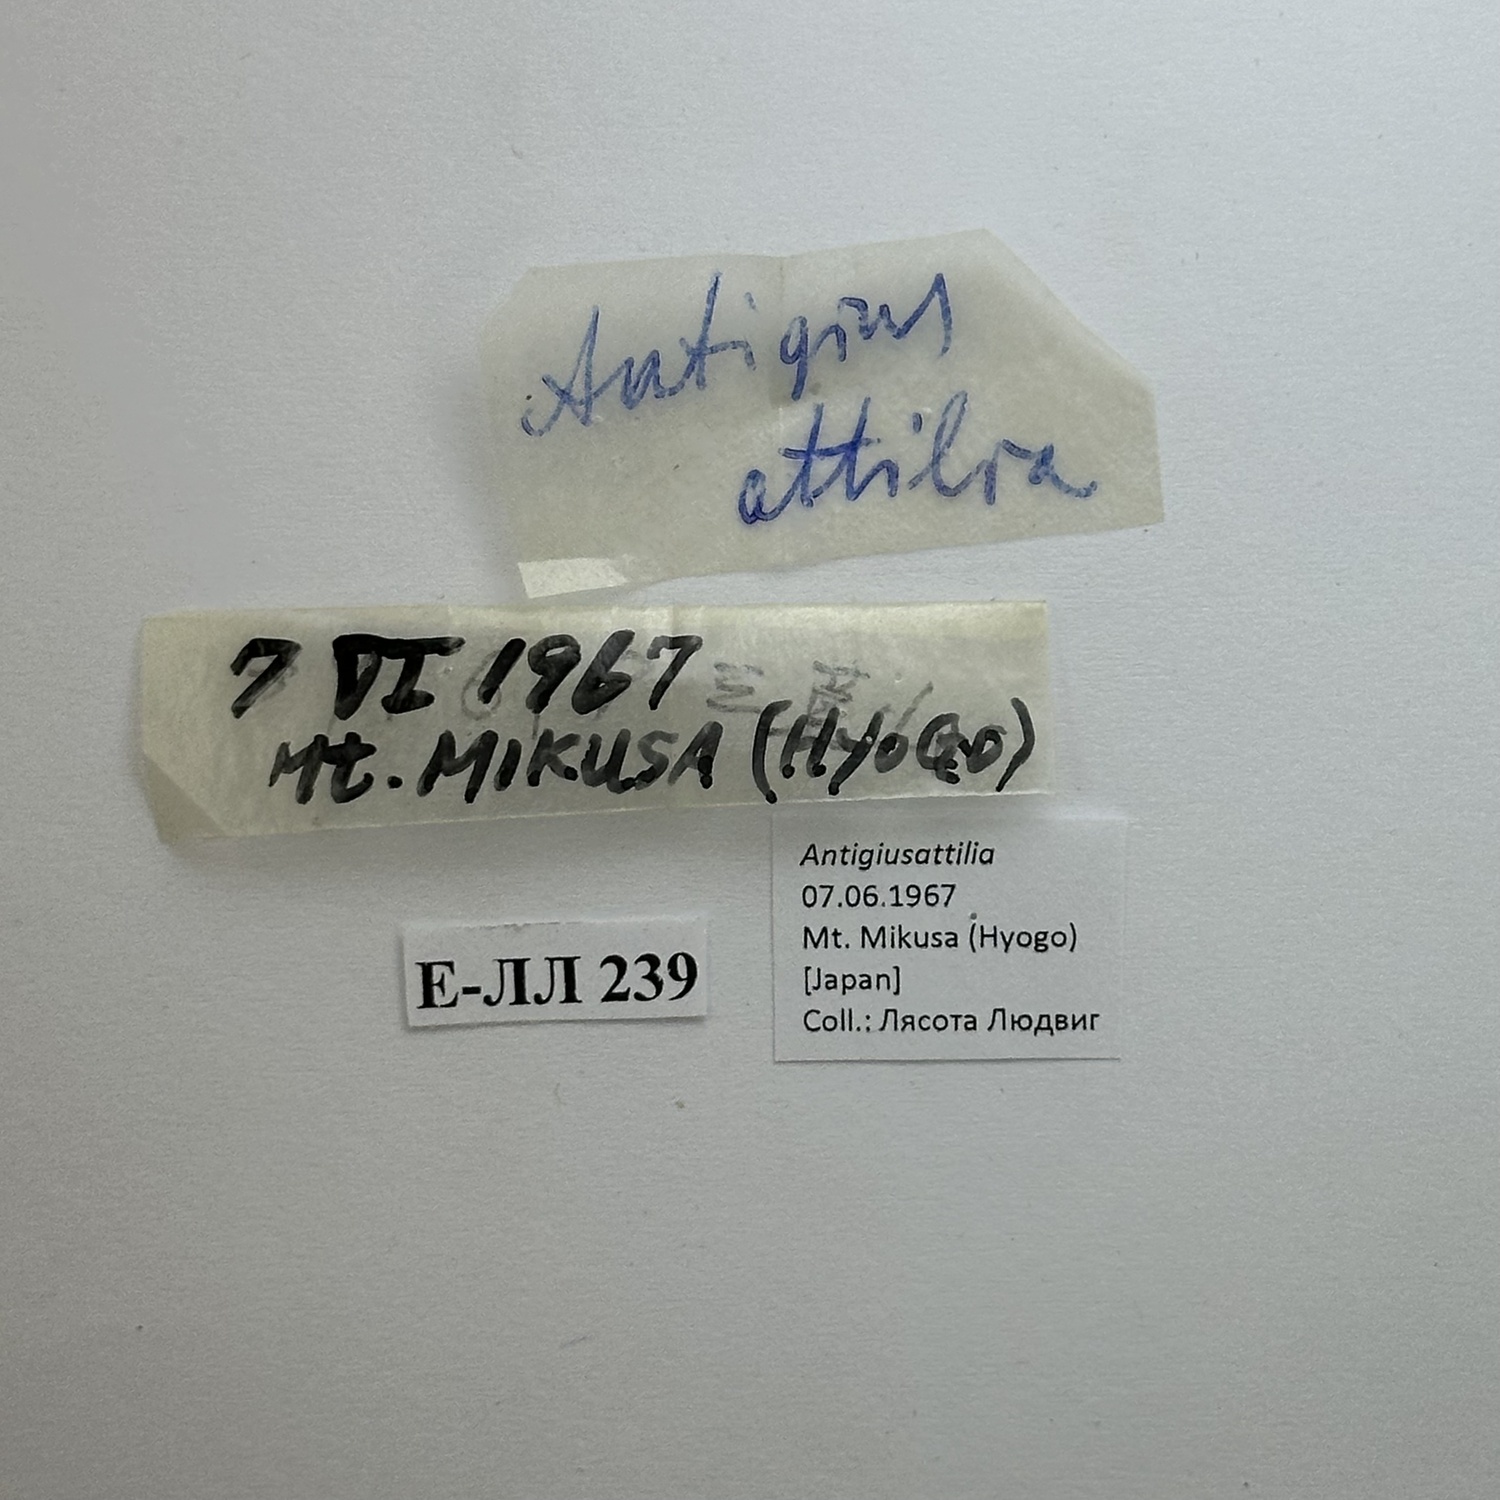 Antigius
attilia
7 VI 1967
Mt. MIKUSA (HyoGo)
Antigiusattilia
07.06.1967
Mt. Mikusa (Hyogo)
[Japan]
Coll.: Лясота Людвиг
Е-ЛЛ 239